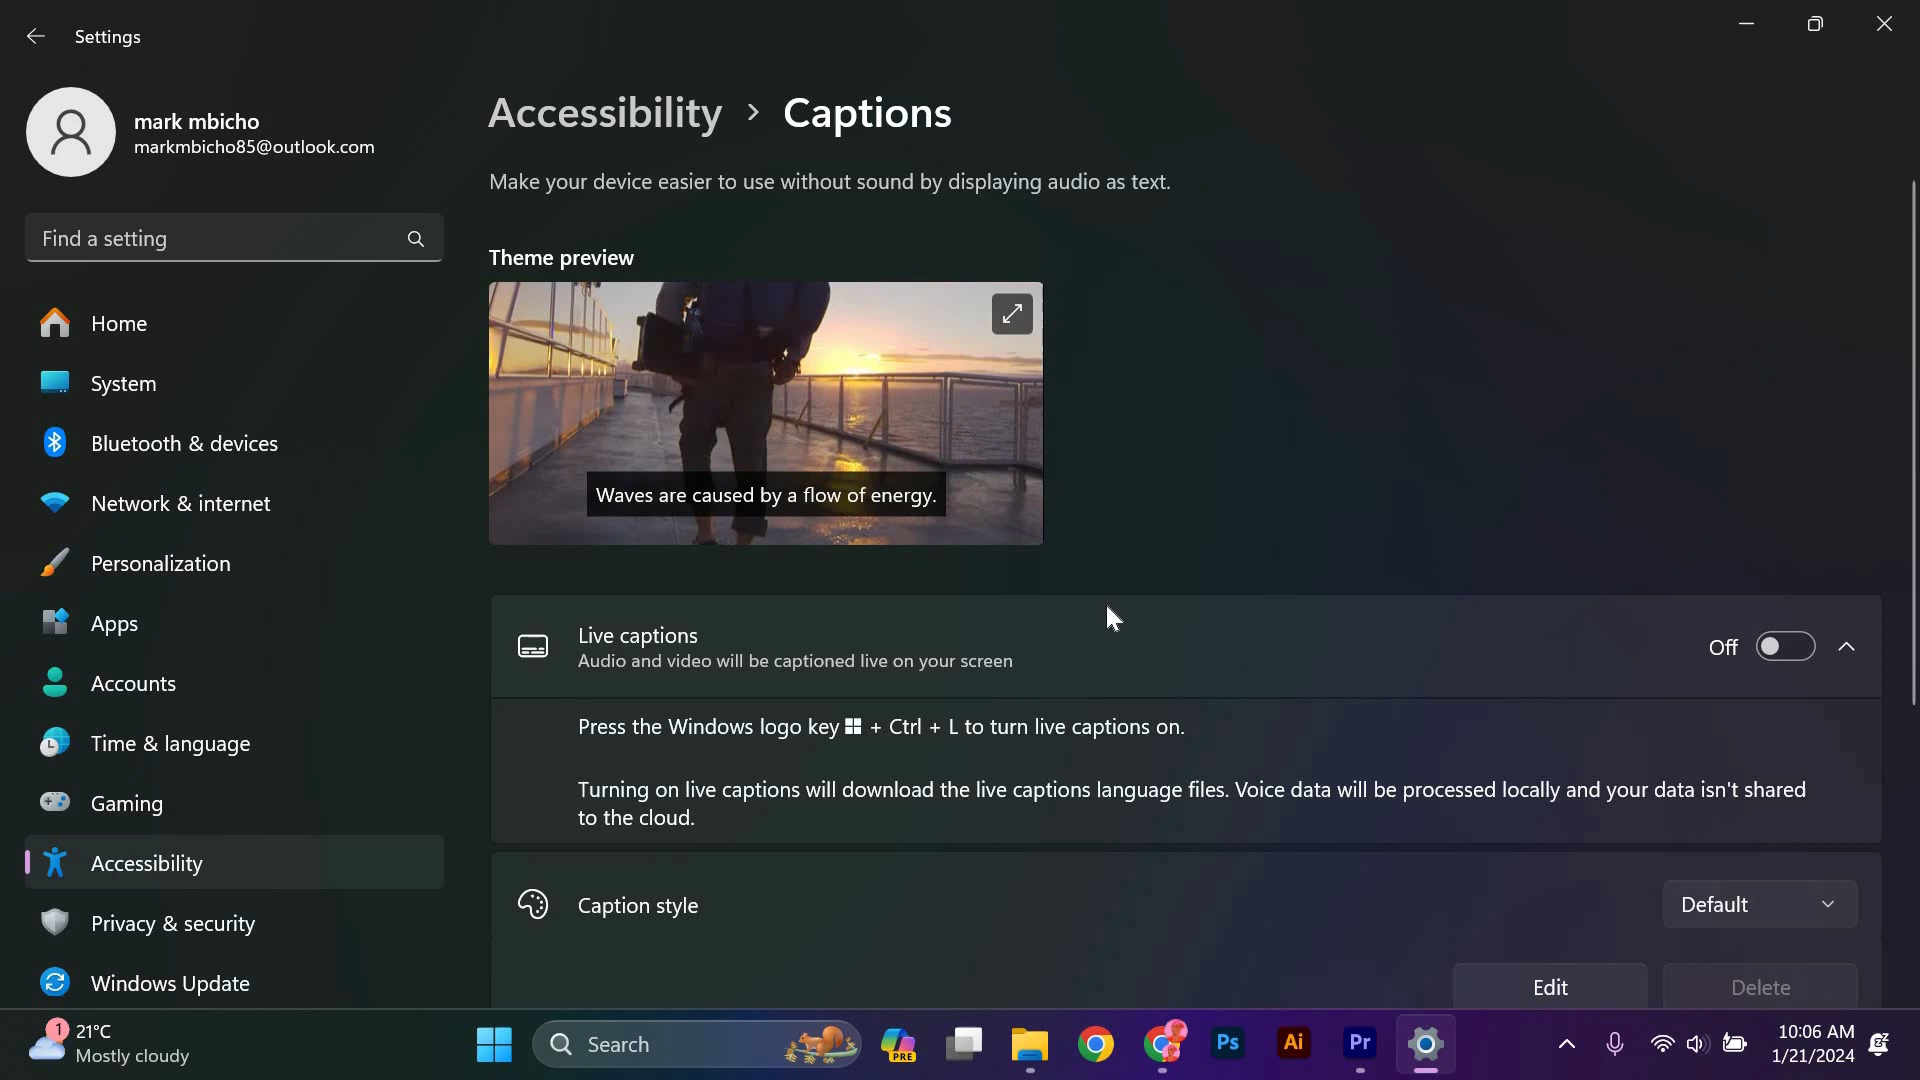 Settings
mark mbicho
markmbicho85@outlook.com
Find a setting
Home
System
Bluetooth & devices
Network & internet
Personalization
Apps
Accounts
Time & language
Gaming
Accessibility
Privacy & security
Windows Update
Accessibility > Captions
Make your device easier to use without sound by displaying audio as text.
Theme preview
Waves are caused by a flow of energy.
Live captions
Audio and video will be captioned live on your screen
Off
Press the Windows logo key + Ctrl + L to turn live captions on.
Turning on live captions will download the live captions language files. Voice data will be processed locally and your data isn't shared
to the cloud.
Caption style
Default
Edit
Delete
1
21°C
Mostly cloudy
Search
PRE
Ps
Ai
Pr
10:06 AM
1/21/2024